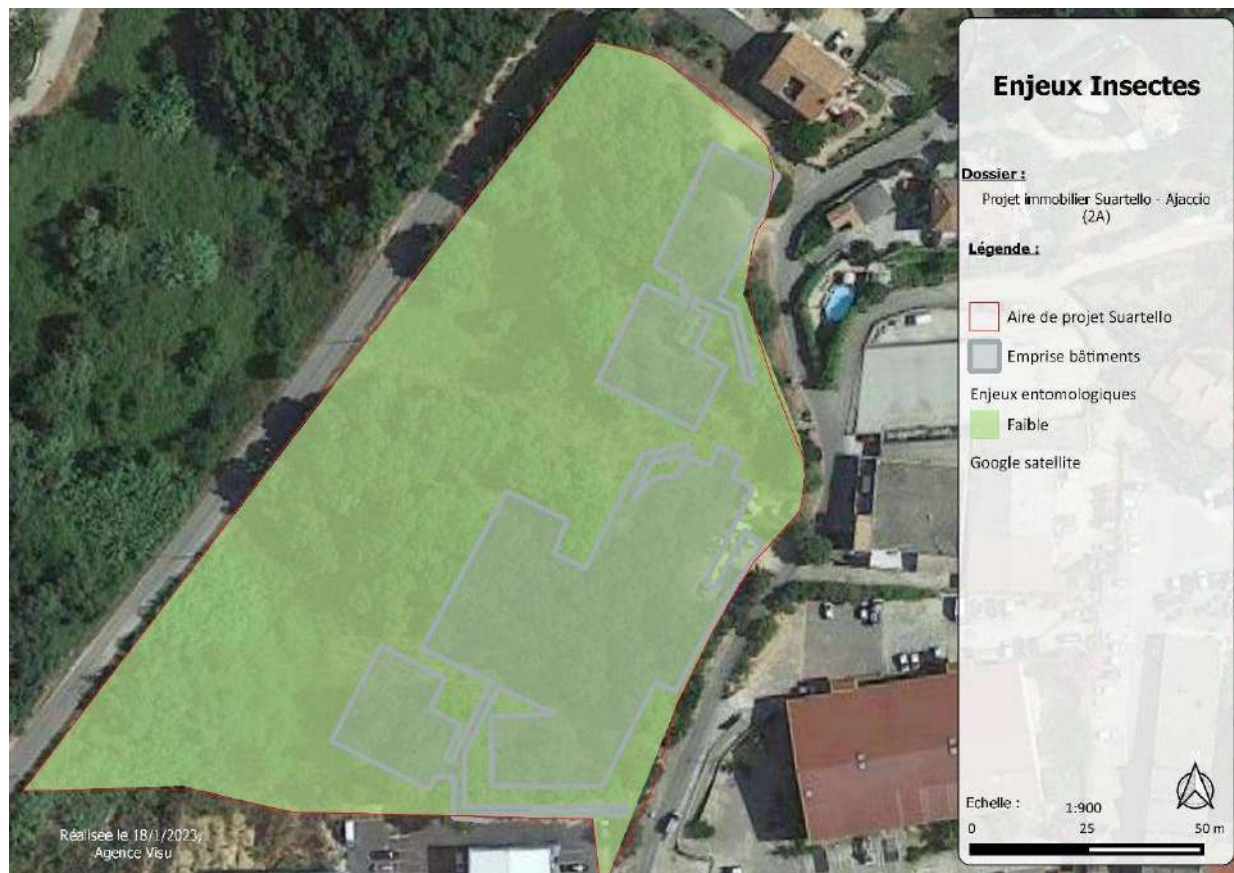 Enjeux Insectes
Dossier :
Projet immobilier Suartello - Ajaccio
(2A)
Légende :
Aire de projet Suartello
Emprise bâtiments
Enjeux entomologiques
Faible
Google satellite
Echelle :
1:900
0 25 50 m
Réalisée le 18/1/2023,
Agence Visu